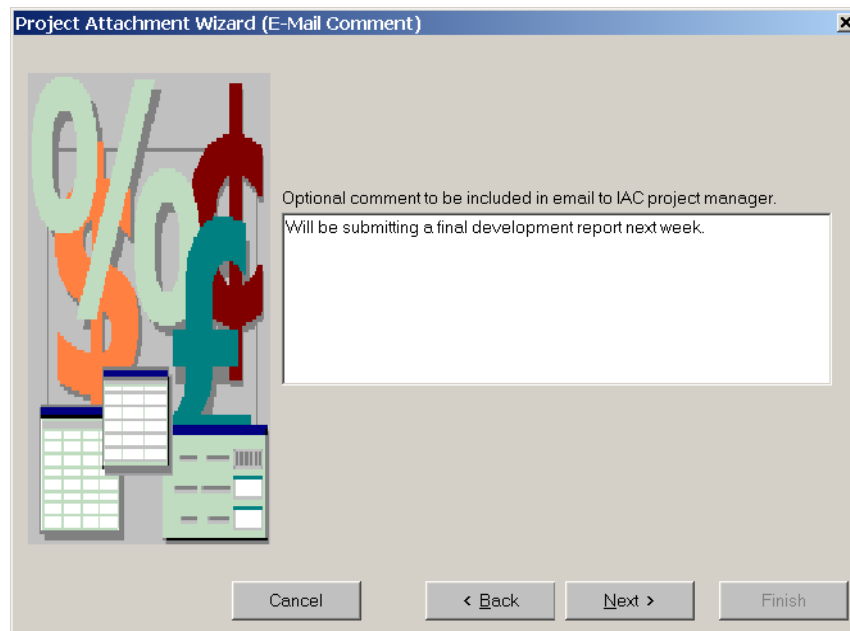 Project Attachment Wizard (E-Mail Comment)
Optional comment to be included in email to IAC project manager.
Will be submitting a final development report next week.
Cancel
< Back
Next >
Finish